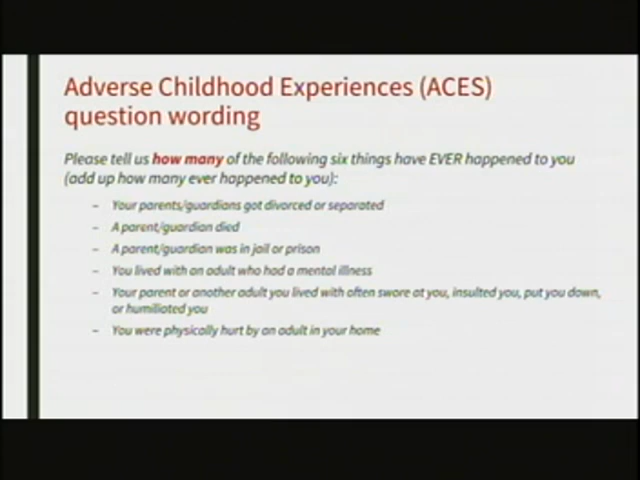 Adverse Childhood Experiences (ACES)
question wording
Please tell us how many of the following six things have EVER happened to you
(add up how many ever happened to you):
– Your parents/guardians got divorced or separated
– A parent/guardian died
– A parent/guardian was in jail or prison
– You lived with an adult who had a mental illness
– Your parent or another adult you lived with often swore at you, insulted you, put you down,
or humiliated you
– You were physically hurt by an adult in your home